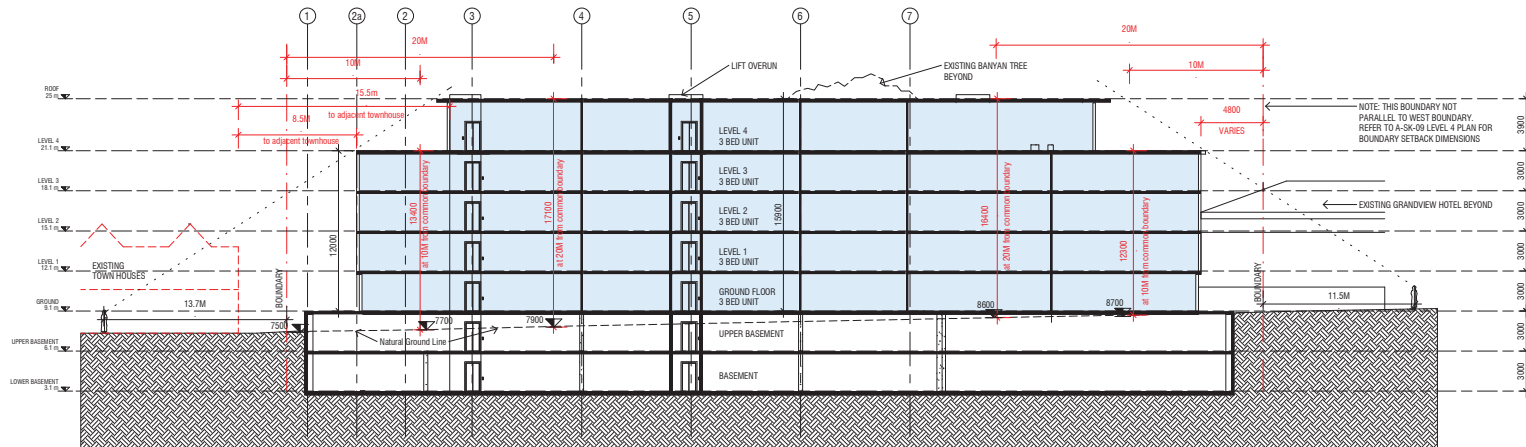 1
2a
2
3
4
5
6
7
20M
10M
15.5m
to adjacent townhouse
8.5M
to adjacent townhouse
LIFT OVERUN
EXISTING BANYAN TREE
BEYOND
20M
10M
4800
VARIES
NOTE: THIS BOUNDARY NOT
PARALLEL TO WEST BOUNDARY.
REFER TO A-SK-09 LEVEL 4 PLAN FOR
BOUNDARY SETBACK DIMENSIONS
ROOF
25 m
LEVEL 4
21.1 m
LEVEL 3
18.1 m
LEVEL 2
15.1 m
LEVEL 1
12.1 m
GROUND
9.1 m
UPPER BASEMENT
6.1 m
LOWER BASEMENT
3.1 m
LEVEL 4
3 BED UNIT
LEVEL 3
3 BED UNIT
LEVEL 2
3 BED UNIT
LEVEL 1
3 BED UNIT
GROUND FLOOR
3 BED UNIT
UPPER BASEMENT
BASEMENT
EXISTING
TOWN HOUSES
13.7M
BOUNDARY
12000
13400
at 10M from common boundary
17100
at 20M from common boundary
15900
16400
at 20M from common boundary
12300
at 10M from common boundary
7500
7700
7900
8600
8700
Natural Ground Line
EXISTING GRANDVIEW HOTEL BEYOND
BOUNDARY
11.5M
3900
3000
3000
3000
3000
3000
3000